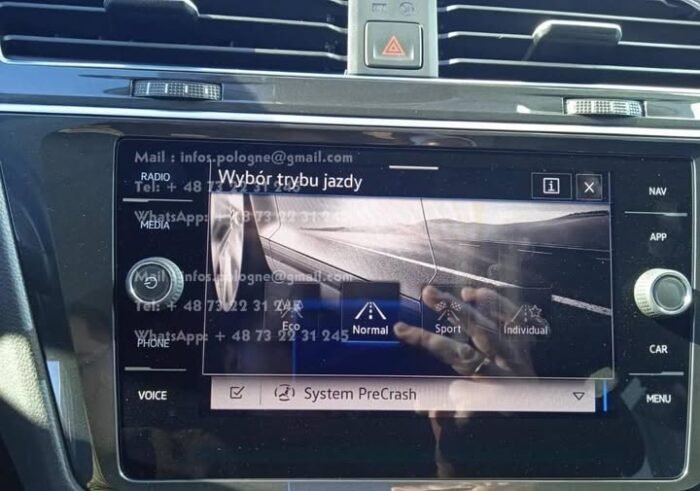 Mail : infos.pologne@gmail.com
RADIO
Wybór trybu jazdy
i
NAV
Tel: + 48 73 22 31 245
WhatsApp: + 48 73 22 31 245
MEDIA
APP
Mail : infos.pologne@gmail.com
Tel: + 48 73 22 31 245
Eco
Normal
Sport
Individual
WhatsApp: + 48 73 22 31 245
PHONE
CAR
VOICE
System PreCrash
MENU